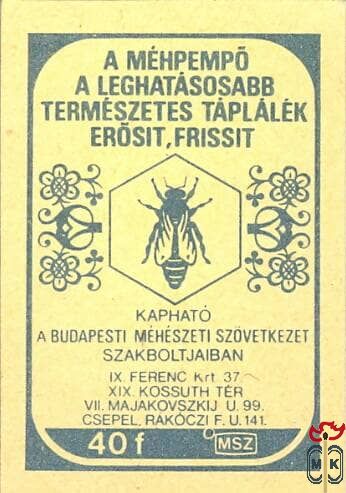 A MÉHPEMPŐ
A LEGHATÁSOSABB
TERMÉSZETES TÁPLÁLÉK
ERŐSIT, FRISSIT
KAPHATÓ
A BUDAPESTI MÉHÉSZETI SZÖVETKEZET
SZAKBOLTJAIBAN
IX. FERENC Krt 37
XIX. KOSSUTH TÉR
VII. MAJAKOVSZKIJ U. 99.
CSEPEL, RAKÓCZI F. U. 141.
40 f MSZ
M K